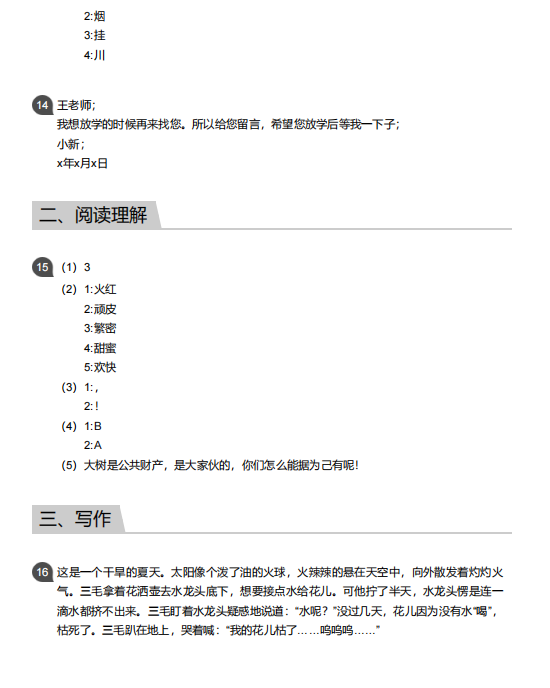 2:烟
3:挂
4:川
14 王老师；
我想放学的时候再来找您。所以给您留言，希望您放学后等我一下子；
小新；
x年x月x日
二、阅读理解
15 （1）3
（2）1:火红
2:顽皮
3:繁密
4:甜蜜
5:欢快
（3）1:，
2:！
（4）1:B
2:A
（5）大树是公共财产，是大家伙的，你们怎么能据为己有呢！
三、写作
16 这是一个干旱的夏天。太阳像个泼了油的火球，火辣辣的悬在天空中，向外散发着灼灼火
气。三毛拿着花洒壶去水龙头底下，想要接点水给花儿。可他拧了半天，水龙头愣是连一
滴水都挤不出来。三毛盯着水龙头疑惑地说道：“水呢？”没过几天，花儿因为没有水“喝”，
枯死了。三毛趴在地上，哭着喊：“我的花儿枯了……呜呜呜……”